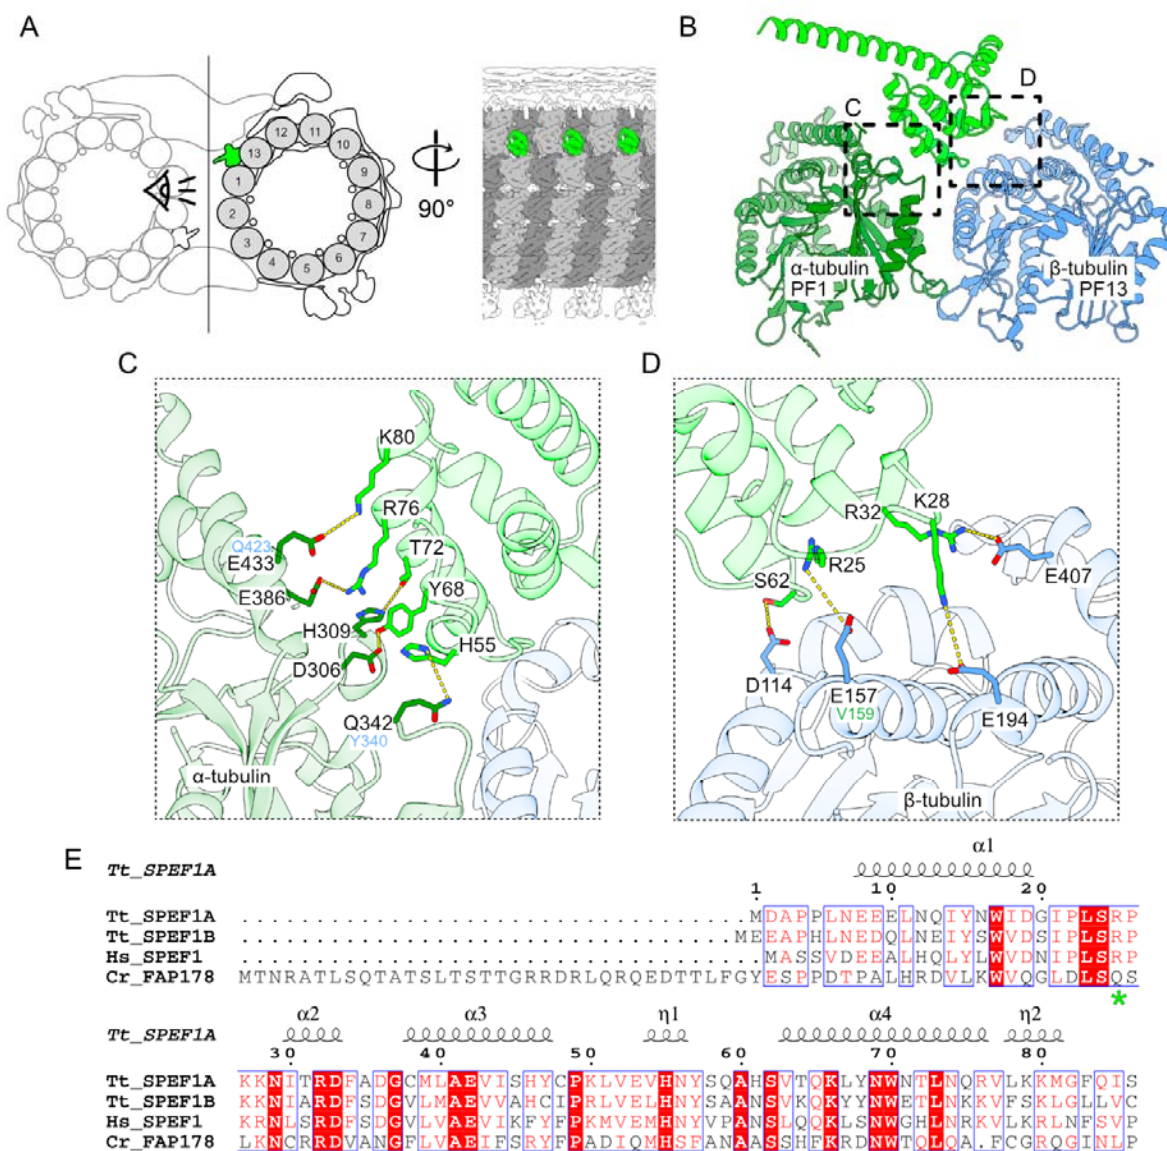 A
B
12 11
13 10
1 9
2 8
3 7
4 5 6
90°
C
D
α-tubulin
PF1
β-tubulin
PF13
C
K80
R76
T72
Y68
H55
Q423
E433
E386
H309
D306
Q342
Y340
α-tubulin
D
K28
R32
R25
S62
E407
D114
E157
V159
E194
β-tubulin
E
Tt_SPEF1A α1
1 10 20
Tt_SPEF1A ..................................MDAPPLNEEELNQIYNWIDGIPLSRP
Tt_SPEF1B .................................MEEAPHLNEDQLNEIYSWVDSIPLSRP
Hs_SPEF1 ...................................MASSVDEEALHQLYLWVDNIPLSRP
Cr_FAP178 MTNRATLSQTATSLTSTTGRRDRLQRQEDTTLFGYESPPDTPALHRDVLKWVQGLDLSQS
*
Tt_SPEF1A α2 α3 η1 α4 η2
30 40 50 60 70 80
Tt_SPEF1A KKNITRDFADGCMLAEVISHYCPKLVEVHNYSQAHSVTQKLYNWNTLNQRVLKKMGFQIS
Tt_SPEF1B KKNIARDFSDGVLMAEVVAHCIPRLVELHNYSAANSVKQKYYNWETLNKKVFSKLGLLVC
Hs_SPEF1 KRNLSRDFSDGVLVAEVIKFYFPKMVEMHNYVPANSLQQKLSNWGHLNRKVLKRLNFSVP
Cr_FAP178 LKNCRRDVANGFLVAEIFSRYFPADIQMHSFANAASSHFKRDNWTQLQA.FCGRQGINLP